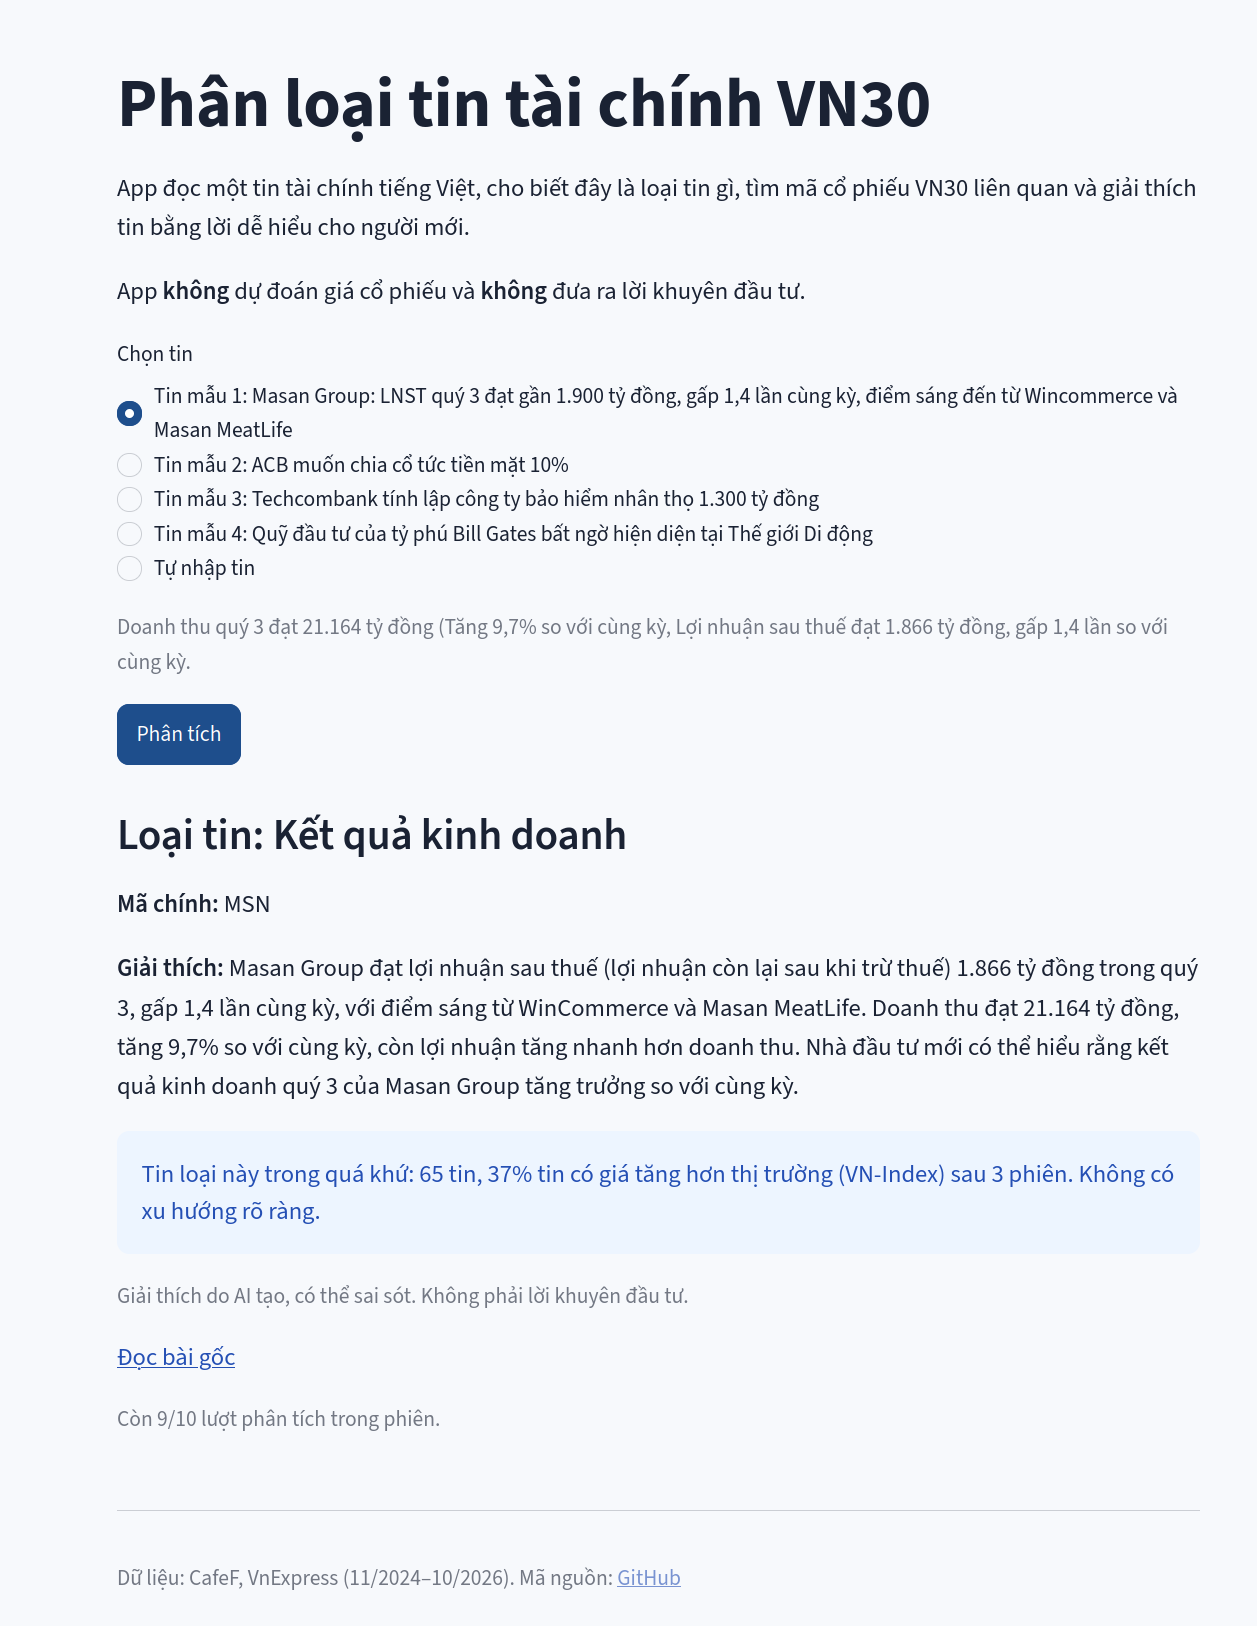 Phân loại tin tài chính VN30
App đọc một tin tài chính tiếng Việt, cho biết đây là loại tin gì, tìm mã cổ phiếu VN30 liên quan và giải thích
tin bằng lời dễ hiểu cho người mới.
App không dự đoán giá cổ phiếu và không đưa ra lời khuyên đầu tư.
Chọn tin
Tin mẫu 1: Masan Group: LNST quý 3 đạt gần 1.900 tỷ đồng, gấp 1,4 lần cùng kỳ, điểm sáng đến từ Wincommerce và
Masan MeatLife
Tin mẫu 2: ACB muốn chia cổ tức tiền mặt 10%
Tin mẫu 3: Techcombank tính lập công ty bảo hiểm nhân thọ 1.300 tỷ đồng
Tin mẫu 4: Quỹ đầu tư của tỷ phú Bill Gates bất ngờ hiện diện tại Thế giới Di động
Tự nhập tin
Doanh thu quý 3 đạt 21.164 tỷ đồng (Tăng 9,7% so với cùng kỳ, Lợi nhuận sau thuế đạt 1.866 tỷ đồng, gấp 1,4 lần so với
cùng kỳ.
Phân tích
Loại tin: Kết quả kinh doanh
Mã chính: MSN
Giải thích: Masan Group đạt lợi nhuận sau thuế (lợi nhuận còn lại sau khi trừ thuế) 1.866 tỷ đồng trong quý
3, gấp 1,4 lần cùng kỳ, với điểm sáng từ WinCommerce và Masan MeatLife. Doanh thu đạt 21.164 tỷ đồng,
tăng 9,7% so với cùng kỳ, còn lợi nhuận tăng nhanh hơn doanh thu. Nhà đầu tư mới có thể hiểu rằng kết
quả kinh doanh quý 3 của Masan Group tăng trưởng so với cùng kỳ.
Tin loại này trong quá khứ: 65 tin, 37% tin có giá tăng hơn thị trường (VN-Index) sau 3 phiên. Không có
xu hướng rõ ràng.
Giải thích do AI tạo, có thể sai sót. Không phải lời khuyên đầu tư.
Đọc bài gốc
Còn 9/10 lượt phân tích trong phiên.
Dữ liệu: CafeF, VnExpress (11/2024–10/2026). Mã nguồn: GitHub